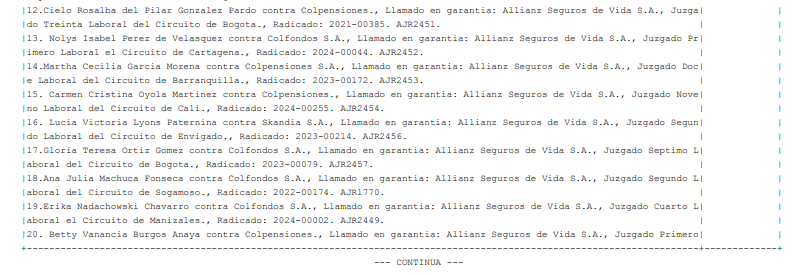 |12.Cielo Rosalba del Pilar Gonzalez Pardo contra Colpensiones., Llamado en garantia: Allianz Seguros de Vida S.A., Juzga|
|do Treinta Laboral del Circuito de Bogota., Radicado: 2021-00385. AJR2451.
|13. Nolys Isabel Perez de Velasquez contra Colfondos S.A., Llamado en garantia: Allianz Seguros de Vida S.A., Juzgado Pr|
|imero Laboral el Circuito de Cartagena., Radicado: 2024-00044. AJR2452.
|14.Martha Cecilia Garcia Morena contra Colpensiones S.A., Llamado en garantia: Allianz Seguros de Vida S.A., Juzgado Doc|
|e Laboral del Circuito de Barranquilla., Radicado: 2023-00172. AJR2453.
|15. Carmen Cristina Oyola Martinez contra Colpensiones., Llamado en garantia: Allianz Seguros de Vida S.A., Juzgado Nove|
|no Laboral del Circuito de Cali., Radicado: 2024-00255. AJR2454.
|16. Lucia Victoria Lyons Paternina contra Skandia S.A., Llamado en garantia: Allianz Seguros de Vida S.A., Juzgado Segun|
|do Laboral del Circuito de Envigado., Radicado: 2023-00214. AJR2456.
|17.Gloria Teresa Ortiz Gomez contra Colfondos S.A., Llamado en garantia: Allianz Seguros de Vida S.A., Juzgado Septimo L|
|aboral del Circuito de Bogota., Radicado: 2023-00079. AJR2457.
|18.Ana Julia Machuca Fonseca contra Colfondos S.A., Llamado en garantia: Allianz Seguros de Vida S.A., Juzgado Segundo L|
|aboral del Circuito de Sogamoso., Radicado: 2022-00174. AJR1770.
|19.Erika Nadachowski Chavarro contra Colfondos S.A., Llamado en garantia: Allianz Seguros de Vida S.A., Juzgado Cuarto L|
|aboral el Circuito de Manizales., Radicado: 2024-00002. AJR2449.
|20. Betty Vanancia Burgos Anaya contra Colpensiones., Llamado en garantia: Allianz Seguros de Vida S.A., Juzgado Primero|
--- CONTINUA ---